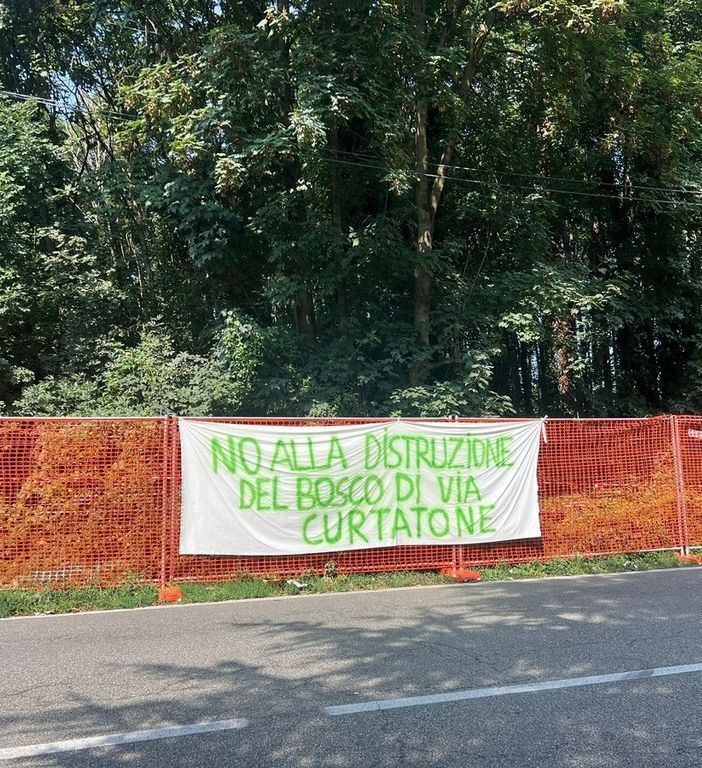 NO ALLA DISTRUZIONE
DEL BOSCO DI VIA
CURTATONE